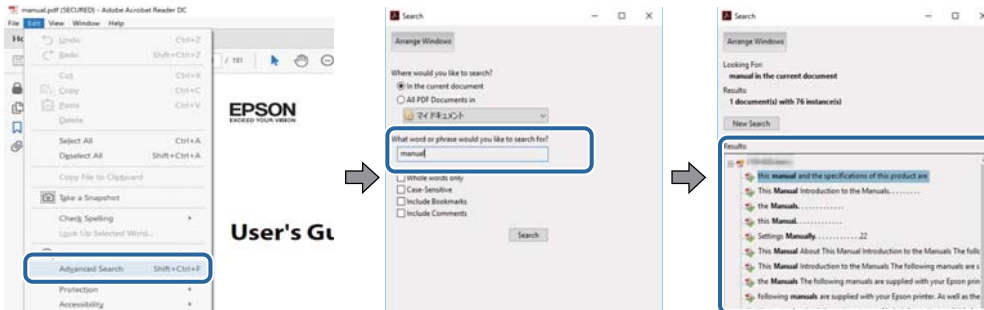 manual.pdf (SECURED) - Adobe Acrobat Reader DC
File Edit View Window Help
Undo Ctrl+Z
Redo Shift+Ctrl+Z
Cut Ctrl+X
Copy Ctrl+C
Paste Ctrl+V
Delete
Select All Ctrl+A
Deselect All Shift+Ctrl+A
Copy File to Clipboard
Take a Snapshot
Check Spelling
Look Up Selected Word...
Advanced Search Shift+Ctrl+F
Protection
Accessibility
/ 181
EPSON
EXCEED YOUR VISION
User's Gu
Search
Arrange Windows
Where would you like to search?
In the current document
All PDF Documents in
マイ ドキュメント
What word or phrase would you like to search for?
manual
Whole words only
Case-Sensitive
Include Bookmarks
Include Comments
Search
Search
Arrange Windows
Looking For:
manual in the current document
Results:
1 document(s) with 76 instance(s)
New Search
Results:
this manual and the specifications of this product are
This Manual Introduction to the Manuals. . . . . . . . .
the Manuals. . . . . . . . . . . . .
this Manual. . . . . . . . . . . . .
Settings Manually. . . . . . . . . . . . 22
This Manual About This Manual Introduction to the Manuals The follo
This Manual Introduction to the Manuals The following manuals are s
the Manuals The following manuals are supplied with your Epson prin
following manuals are supplied with your Epson printer. As well as the